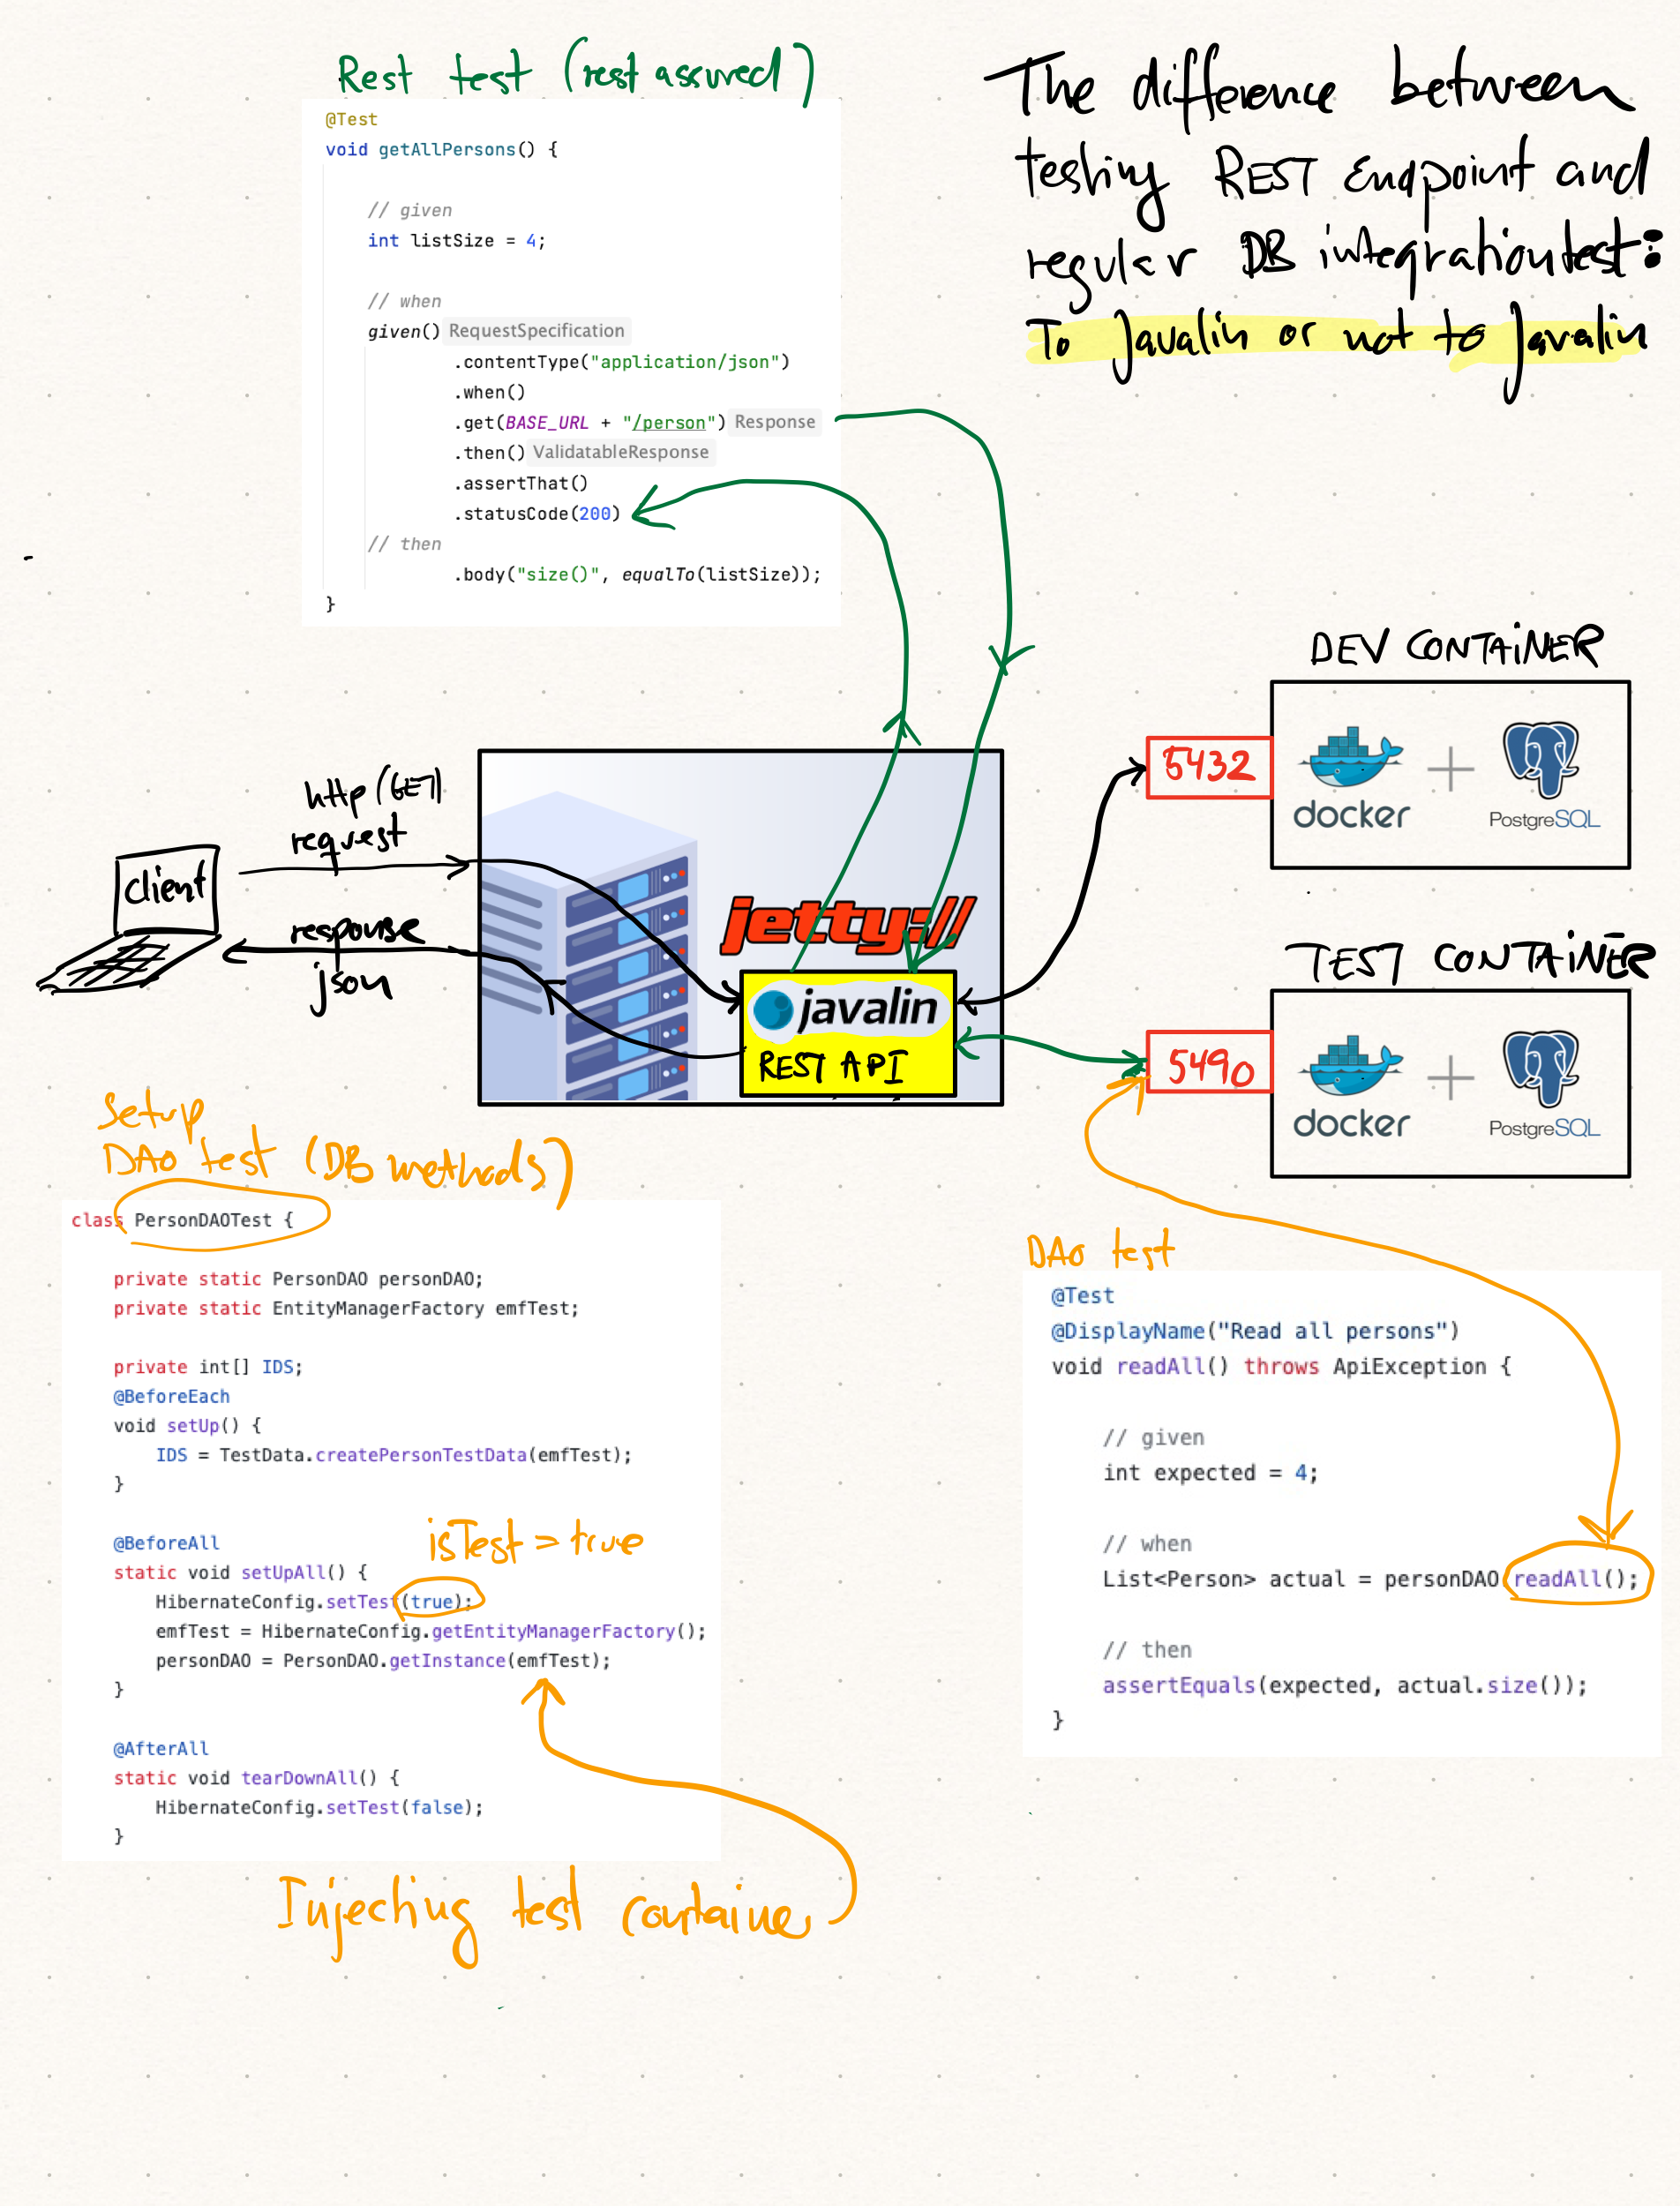 Rest test (rest assured)
@Test
void getAllPersons() {
// given
int listSize = 4;
// when
given() RequestSpecification
.contentType("application/json")
.when()
.get(BASE_URL + "/person") Response
.then() ValidatableResponse
.assertThat()
.statusCode(200)
// then
.body("size()", equalTo(listSize));
}
The difference between
testing REST Endpoint and
regular DB integrationtest:
To Javalin or not to Javalin
DEV CONTAINER
5432
docker
PostgreSQL
http (GET)
request
client
response
json
jetty://
javalin
REST API
TEST CONTAINER
5490
docker
PostgreSQL
Setup
DAO test (DB methods)
class PersonDAOTest {
private static PersonDAO personDAO;
private static EntityManagerFactory emfTest;
private int[] IDS;
@BeforeEach
void setUp() {
IDS = TestData.createPersonTestData(emfTest);
}
@BeforeAll
isTest = true
static void setUpAll() {
HibernateConfig.setTest(true);
emfTest = HibernateConfig.getEntityManagerFactory();
personDAO = PersonDAO.getInstance(emfTest);
}
@AfterAll
static void tearDownAll() {
HibernateConfig.setTest(false);
}
Injecting test container
DAO test
@Test
@DisplayName("Read all persons")
void readAll() throws ApiException {
// given
int expected = 4;
// when
List<Person> actual = personDAO.readAll();
// then
assertEquals(expected, actual.size());
}